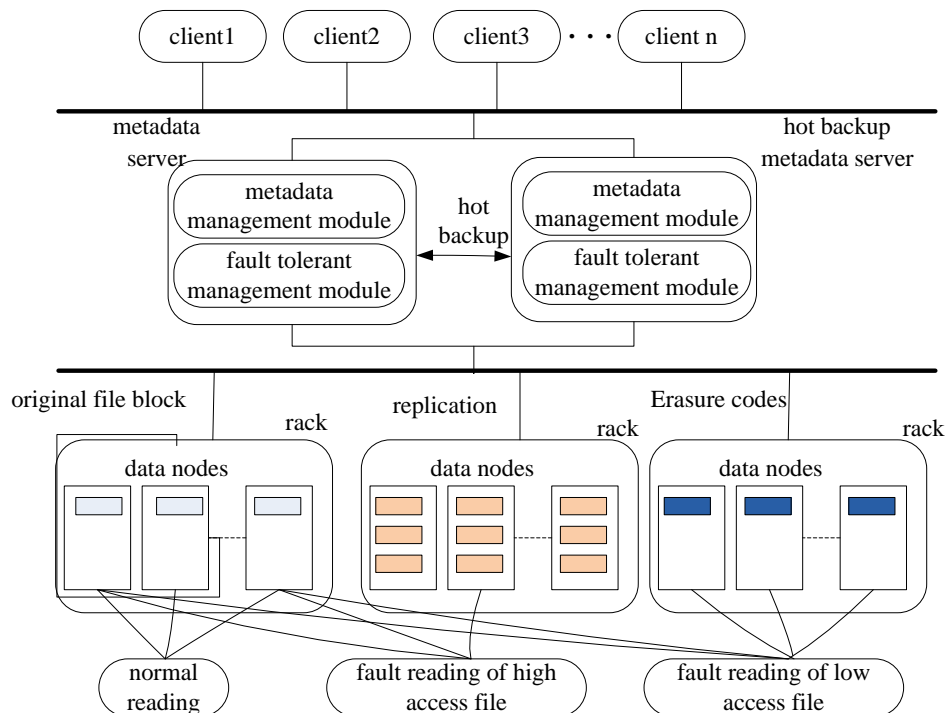 client1
client2
client3
client n
metadata
server
hot backup
metadata server
metadata
management module
fault tolerant
management module
hot
backup
metadata
management module
fault tolerant
management module
original file block
rack
replication
rack
Erasure codes
rack
data nodes
data nodes
data nodes
normal
reading
fault reading of high
access file
fault reading of low
access file